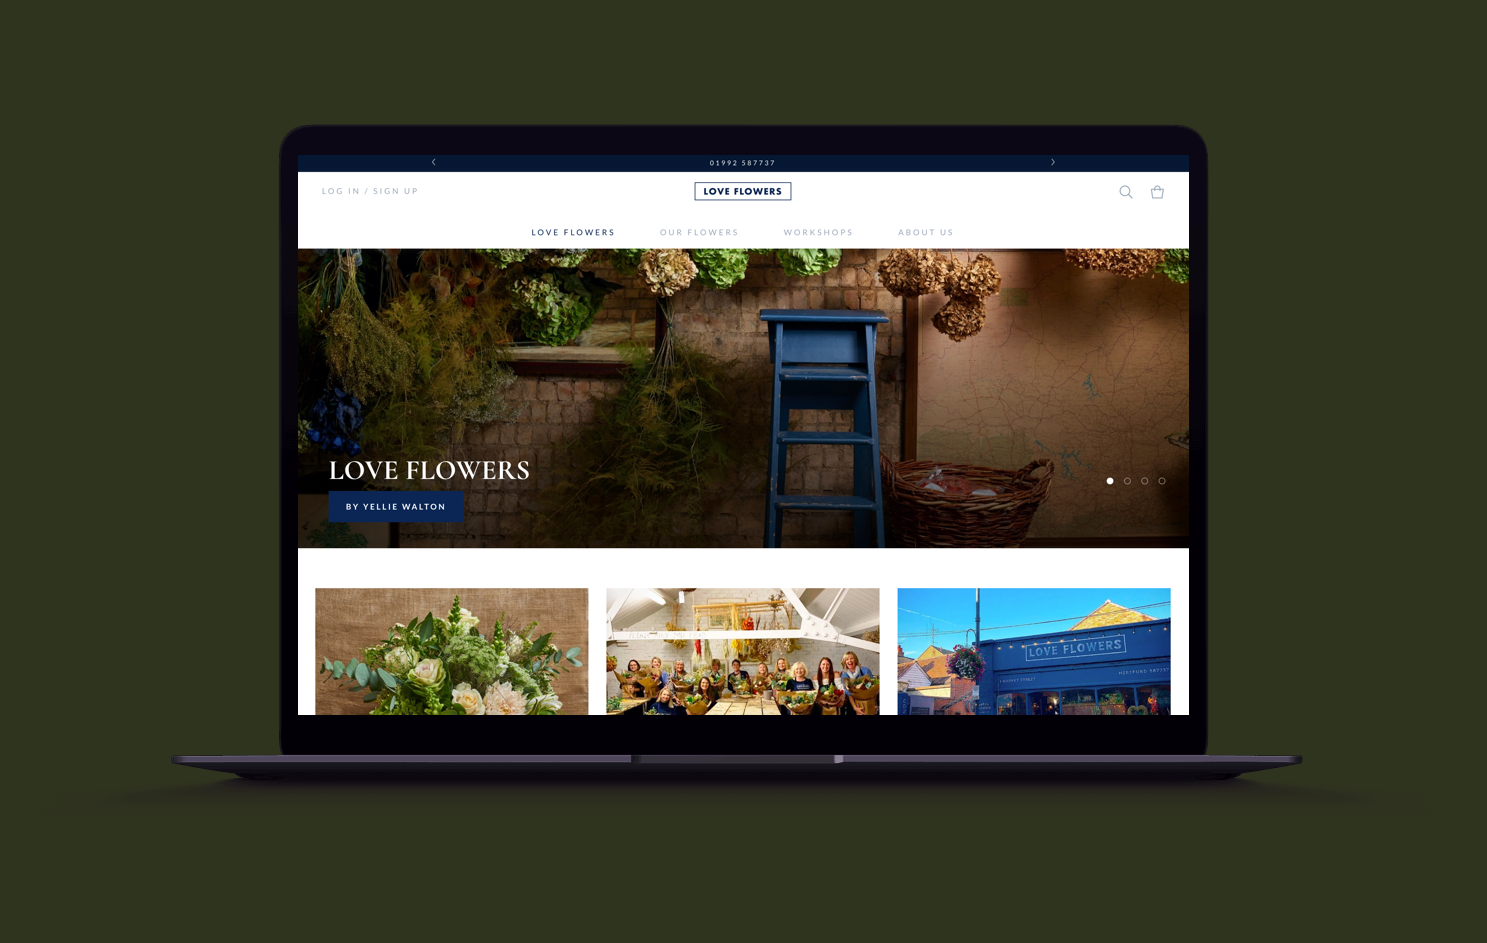 01992 587737
LOG IN / SIGN UP
LOVE FLOWERS
LOVE FLOWERS
OUR FLOWERS
WORKSHOPS
ABOUT US
LOVE FLOWERS
BY YELLIE WALTON
LOVE FLOWERS